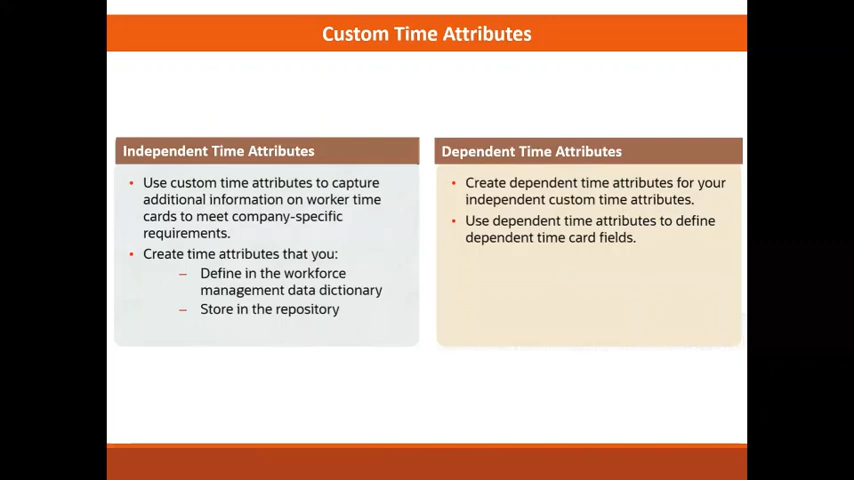 Custom Time Attributes
Independent Time Attributes
• Use custom time attributes to capture
additional information on worker time
cards to meet company-specific
requirements.
• Create time attributes that you:
– Define in the workforce
management data dictionary
– Store in the repository
Dependent Time Attributes
• Create dependent time attributes for your
independent custom time attributes.
• Use dependent time attributes to define
dependent time card fields.